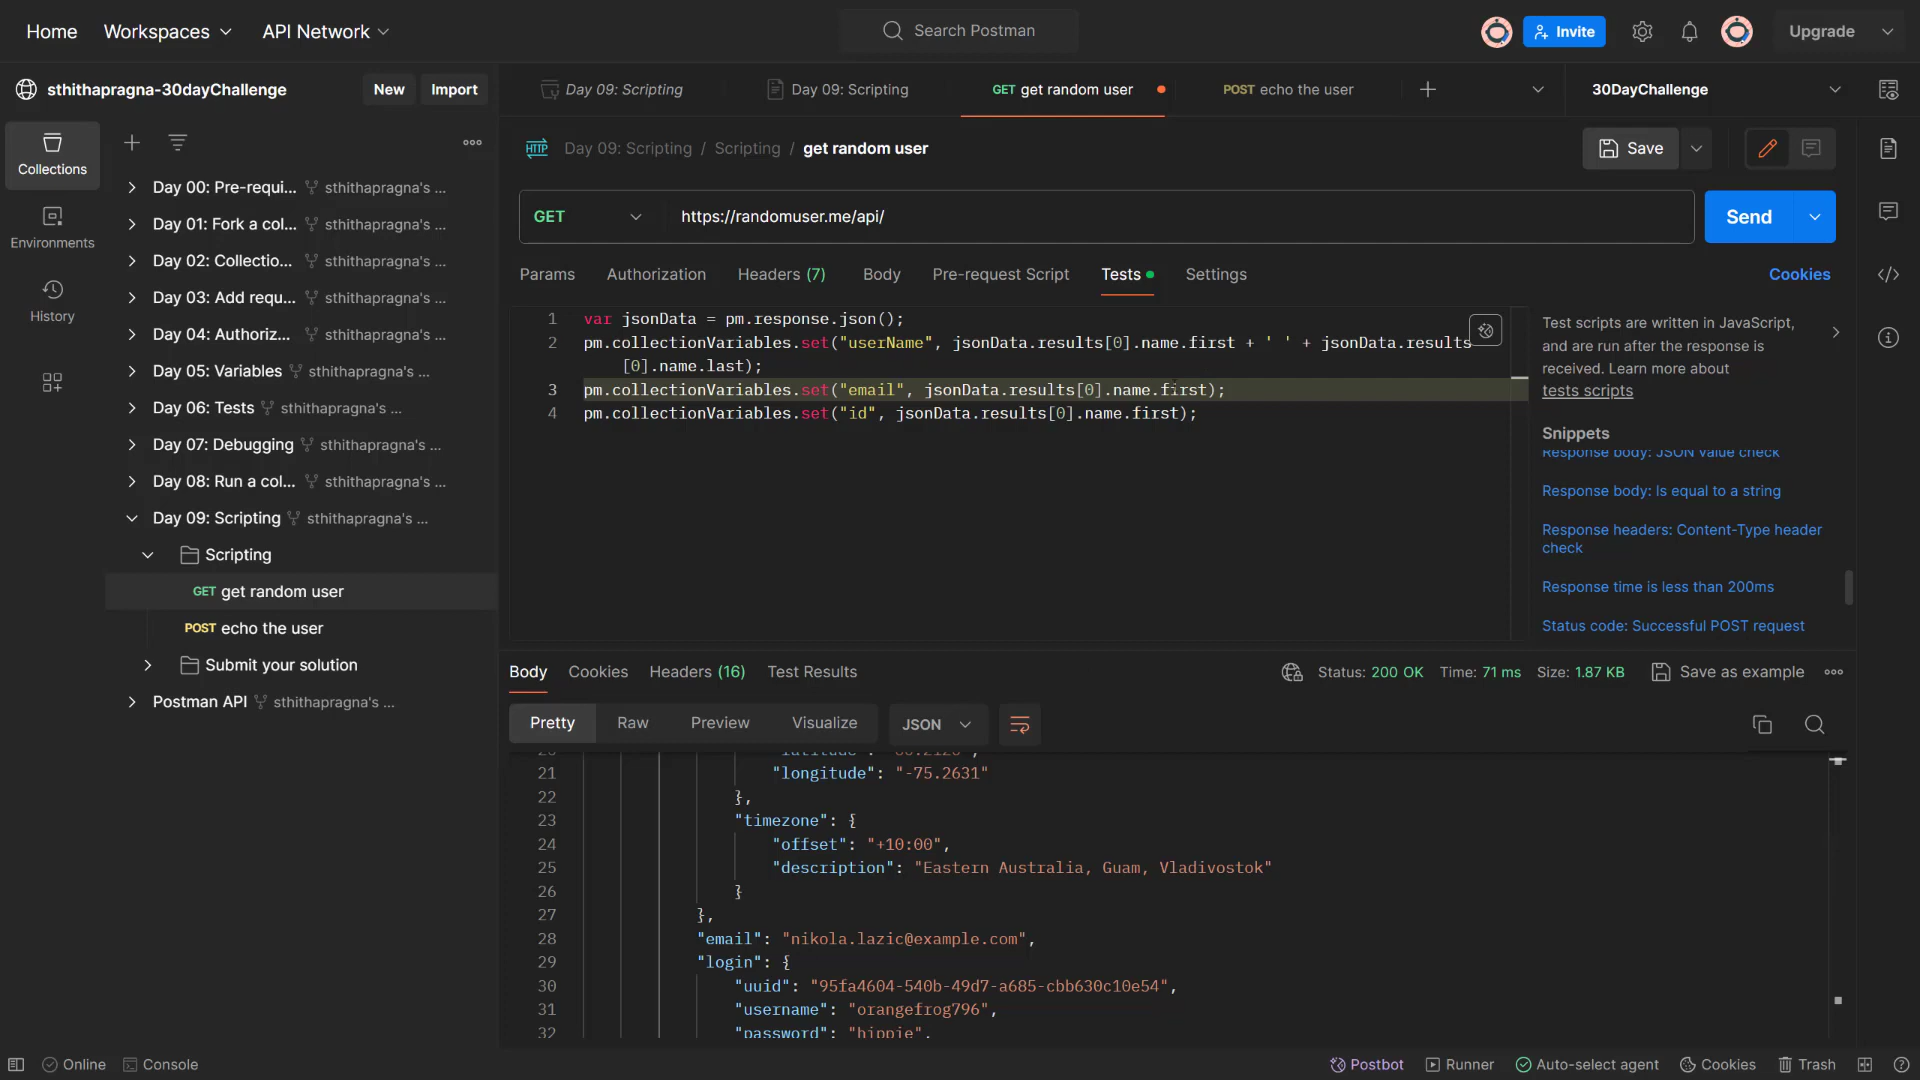 Home
Workspaces
API Network
Search Postman
Invite
Upgrade
sthithapragna-30dayChallenge
New
Import
Day 09: Scripting
Day 09: Scripting
GET get random user
POST echo the user
30DayChallenge
Collections
Environments
History
Day 00: Pre-requi... sthithapragna's ...
Day 01: Fork a col... sthithapragna's ...
Day 02: Collectio... sthithapragna's ...
Day 03: Add requ... sthithapragna's ...
Day 04: Authoriz... sthithapragna's ...
Day 05: Variables sthithapragna's ...
Day 06: Tests sthithapragna's ...
Day 07: Debugging sthithapragna's ...
Day 08: Run a col... sthithapragna's ...
Day 09: Scripting sthithapragna's ...
Scripting
GET get random user
POST echo the user
Submit your solution
Postman API sthithapragna's ...
HTTP Day 09: Scripting / Scripting / get random user
Save
GET https://randomuser.me/api/
Send
Params Authorization Headers (7) Body Pre-request Script Tests Settings
Cookies
1 var jsonData = pm.response.json();
2 pm.collectionVariables.set("userName", jsonData.results[0].name.first + ' ' + jsonData.results
[0].name.last);
3 pm.collectionVariables.set("email", jsonData.results[0].name.first);
4 pm.collectionVariables.set("id", jsonData.results[0].name.first);
Test scripts are written in JavaScript,
and are run after the response is
received. Learn more about
tests scripts
Snippets
Response body: JSON value check
Response body: Is equal to a string
Response headers: Content-Type header
check
Response time is less than 200ms
Status code: Successful POST request
Body Cookies Headers (16) Test Results
Status: 200 OK Time: 71 ms Size: 1.87 KB
Save as example
Pretty Raw Preview Visualize JSON
21 "longitude": "-75.2631"
22 },
23 "timezone": {
24 "offset": "+10:00",
25 "description": "Eastern Australia, Guam, Vladivostok"
26 }
27 },
28 "email": "nikola.lazic@example.com",
29 "login": {
30 "uuid": "95fa4604-540b-49d7-a685-cbb630c10e54",
31 "username": "orangefrog796",
32 "password": "hippie",
Online
Console
Postbot
Runner
Auto-select agent
Cookies
Trash